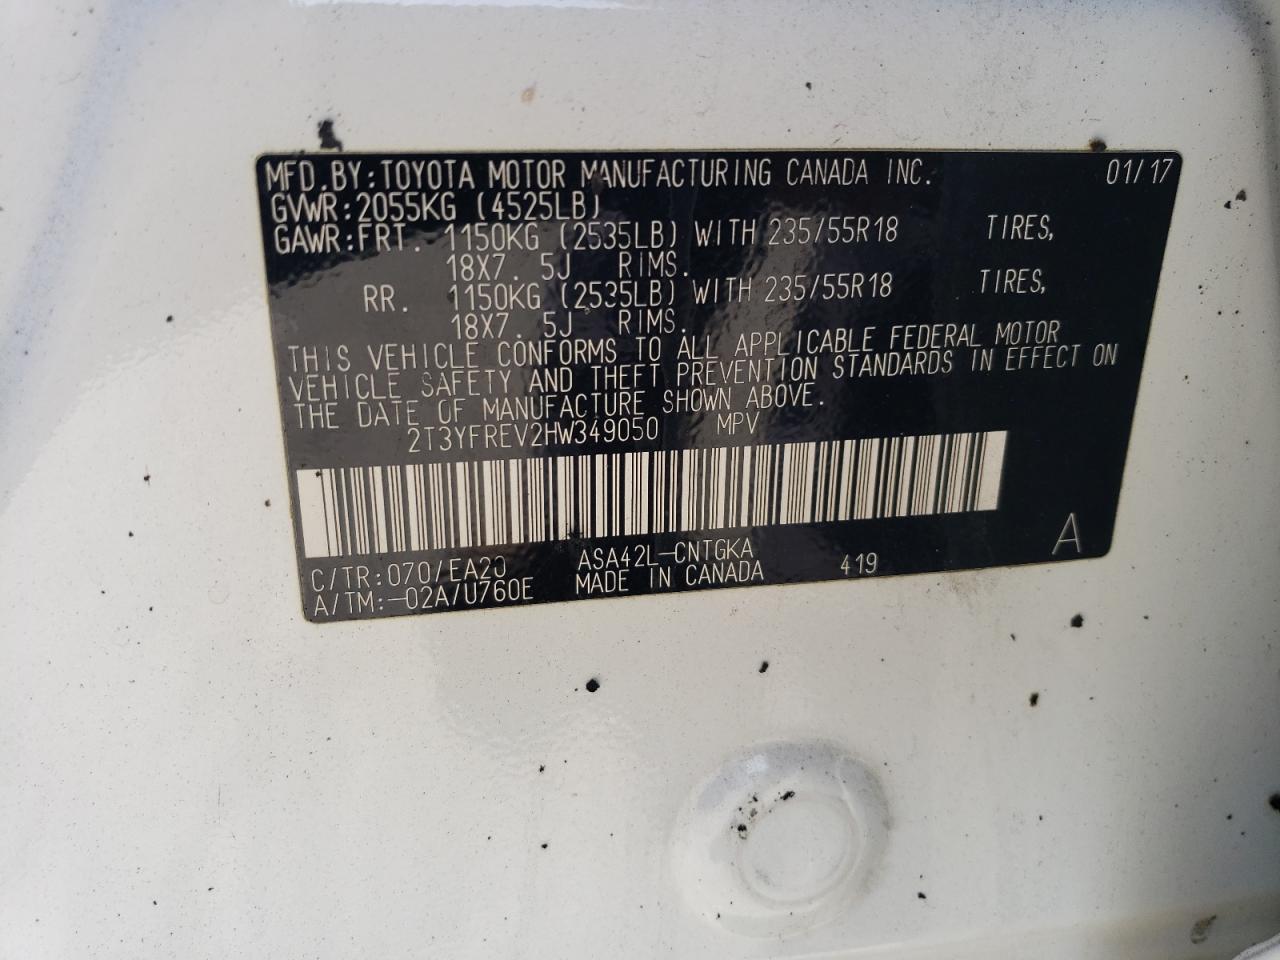 MFD.BY:TOYOTA MOTOR MANUFACTURING CANADA INC. 01/17
GVWR:2055KG (4525LB)
GAWR:FRT. 1150KG (2535LB) WITH 235/55R18 TIRES,
18X7.5J RIMS.
RR. 1150KG (2535LB) WITH 235/55R18 TIRES,
18X7.5J RIMS.
THIS VEHICLE CONFORMS TO ALL APPLICABLE FEDERAL MOTOR
VEHICLE SAFETY AND THEFT PREVENTION STANDARDS IN EFFECT ON
THE DATE OF MANUFACTURE SHOWN ABOVE.
2T3YFREV2HW349050 MPV
C/TR:070/EA20 ASA42L-CNTGKA 419 A
A/TM:-02A/U760E MADE IN CANADA